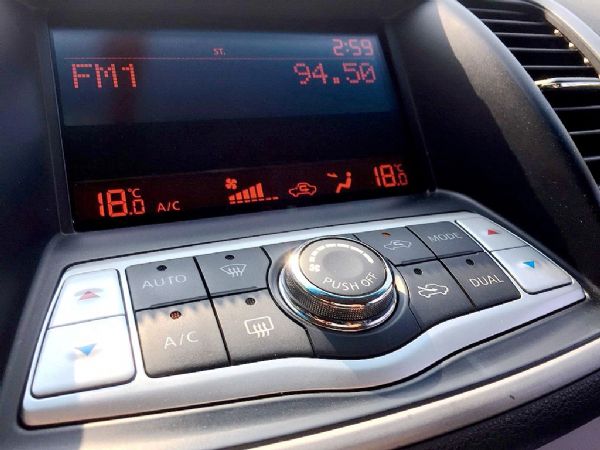 ST. 2:59
FM1 94.50
18.0 °C A/C 18.0 °C
AUTO
MODE
PUSH OFF
A/C
DUAL